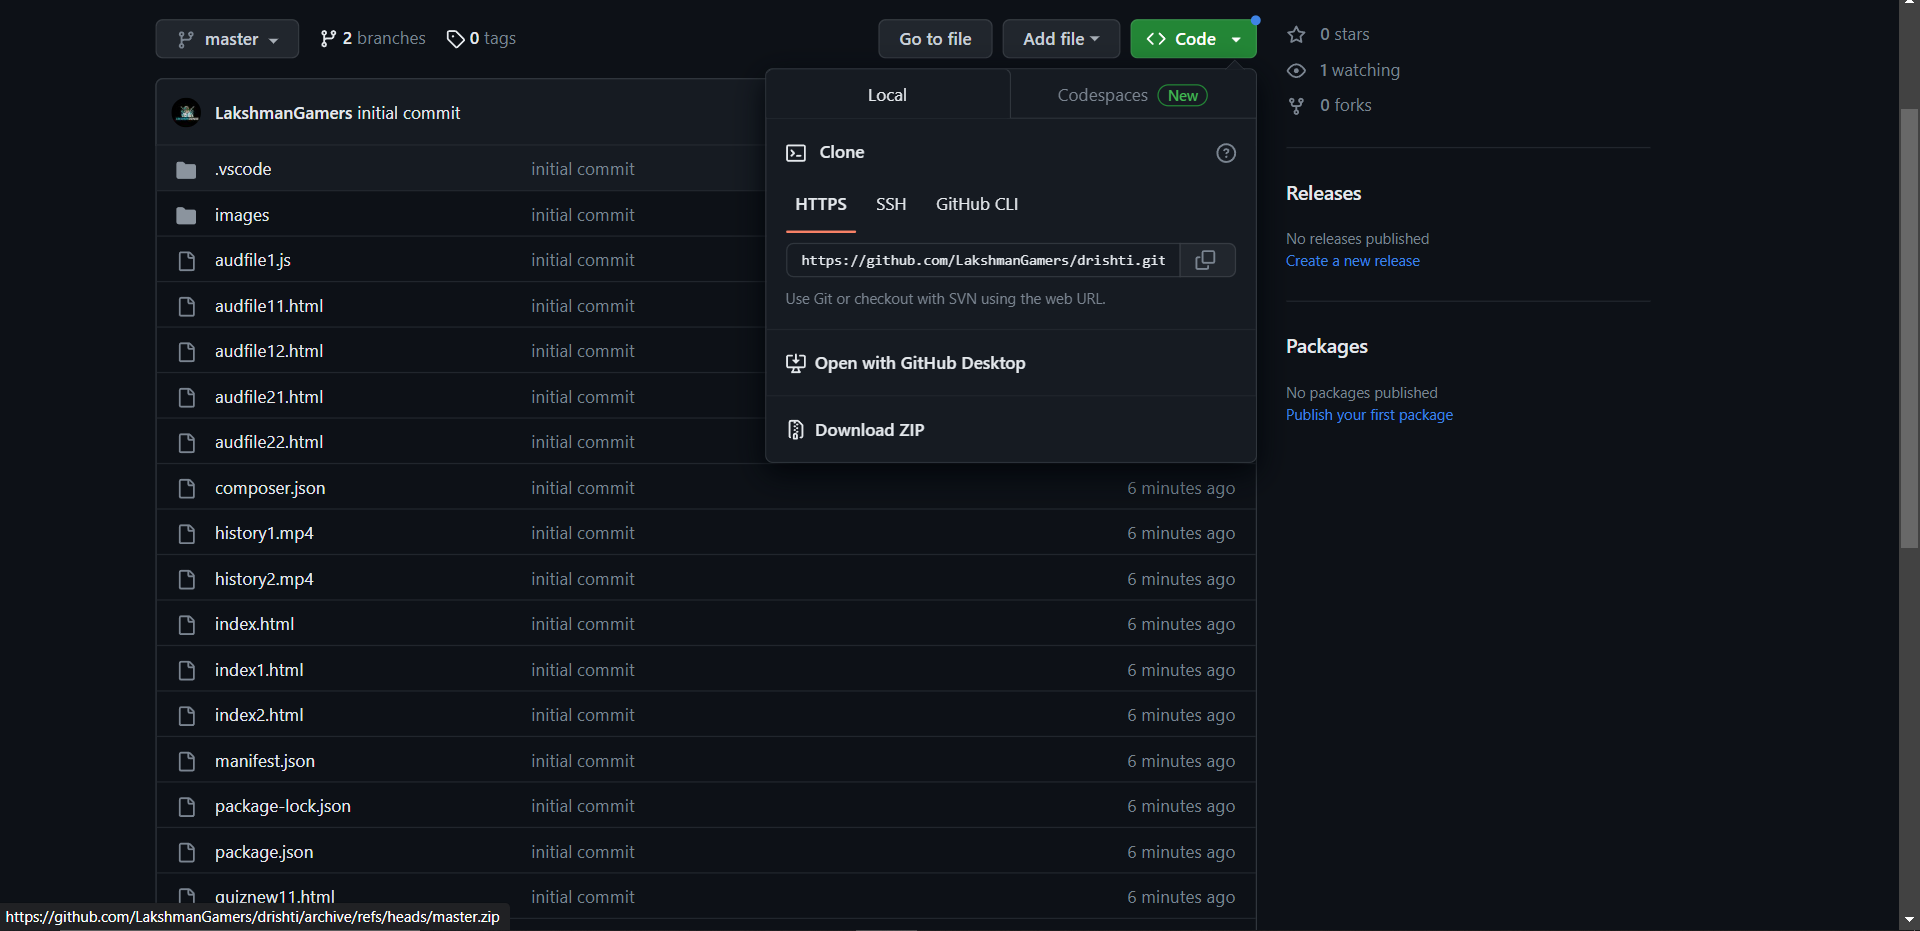 master
2 branches
0 tags
Go to file
Add file
Code
0 stars
1 watching
0 forks
LakshmanGamers initial commit
Local
Codespaces New
Clone
HTTPS
SSH
GitHub CLI
https://github.com/LakshmanGamers/drishti.git
Use Git or checkout with SVN using the web URL.
Open with GitHub Desktop
Download ZIP
.vscode initial commit
images initial commit
audfile1.js initial commit
audfile11.html initial commit
audfile12.html initial commit
audfile21.html initial commit
audfile22.html initial commit
composer.json initial commit 6 minutes ago
history1.mp4 initial commit 6 minutes ago
history2.mp4 initial commit 6 minutes ago
index.html initial commit 6 minutes ago
index1.html initial commit 6 minutes ago
index2.html initial commit 6 minutes ago
manifest.json initial commit 6 minutes ago
package-lock.json initial commit 6 minutes ago
package.json initial commit 6 minutes ago
quiznew11.html initial commit 6 minutes ago
Releases
No releases published
Create a new release
Packages
No packages published
Publish your first package
https://github.com/LakshmanGamers/drishti/archive/refs/heads/master.zip